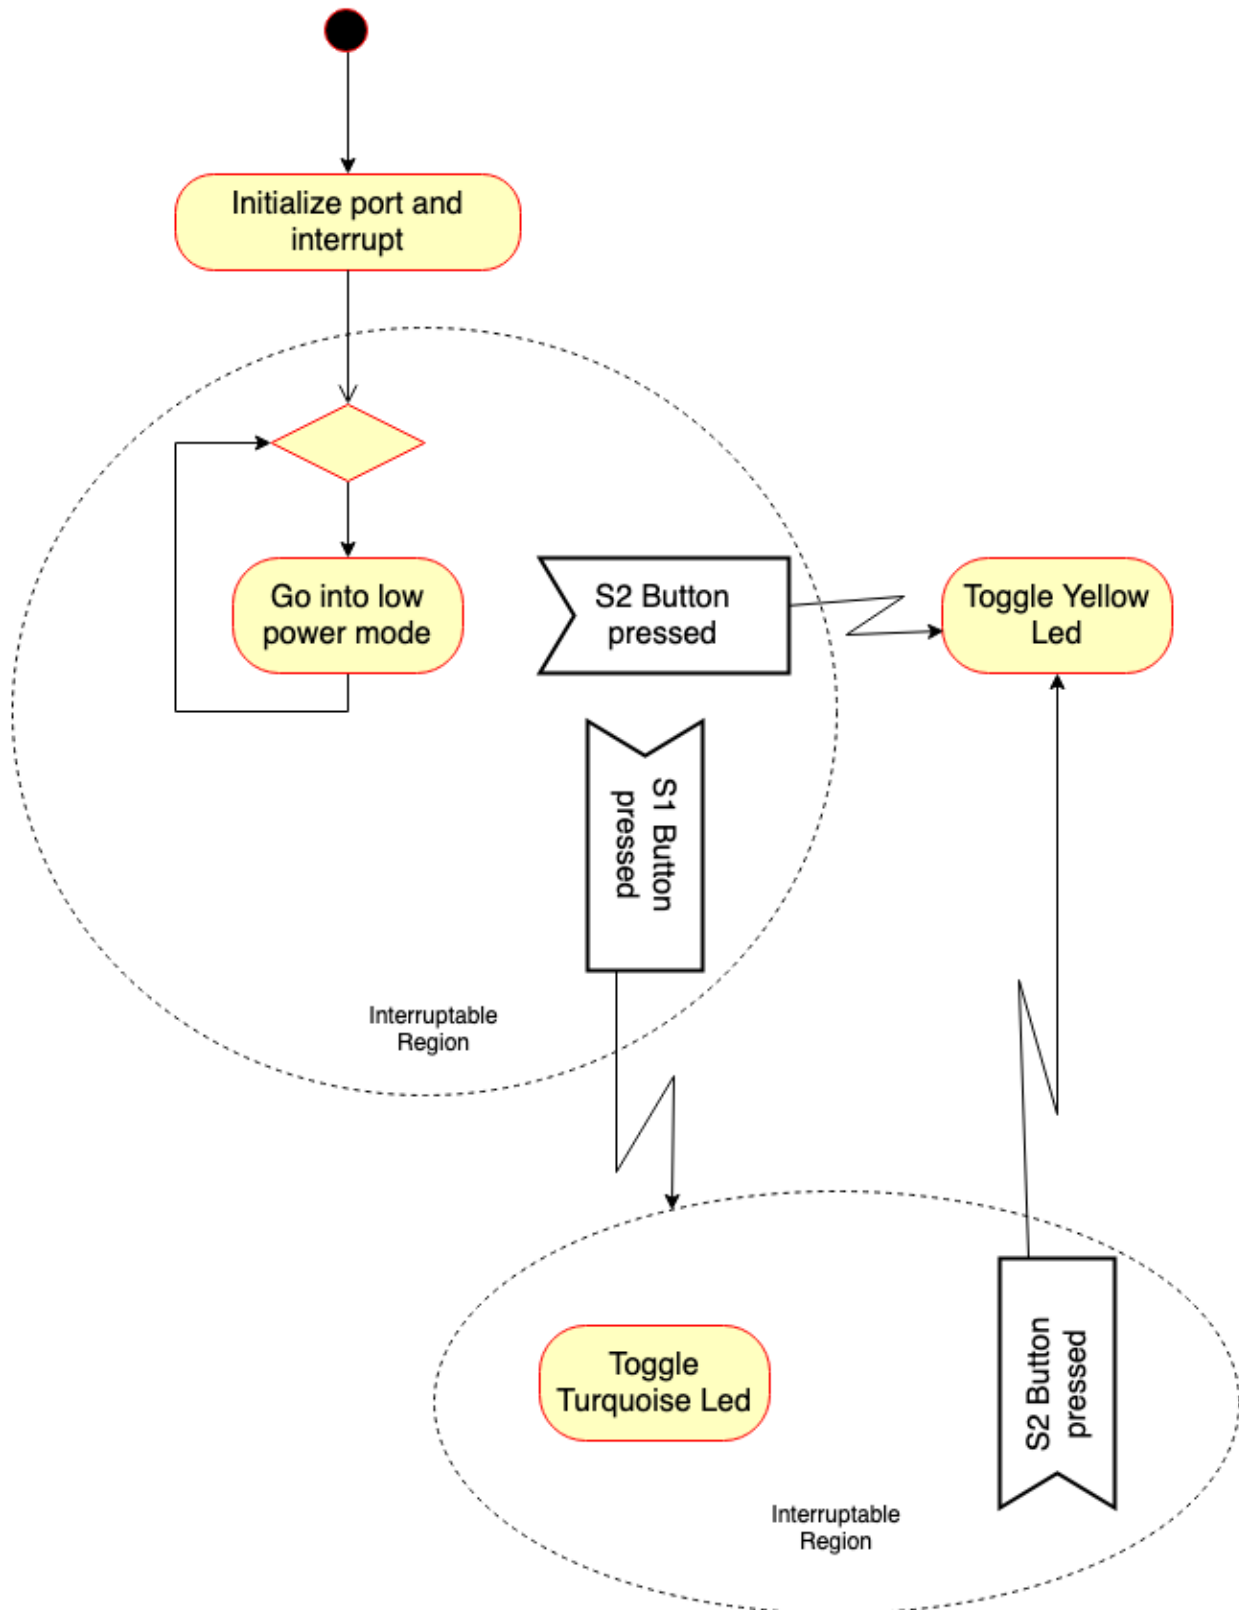 Initialize port and
interrupt
Go into low
power mode
S2 Button
pressed
Toggle Yellow
Led
S1 Button
pressed
Interruptable
Region
Toggle
Turquoise Led
S2 Button
pressed
Interruptable
Region